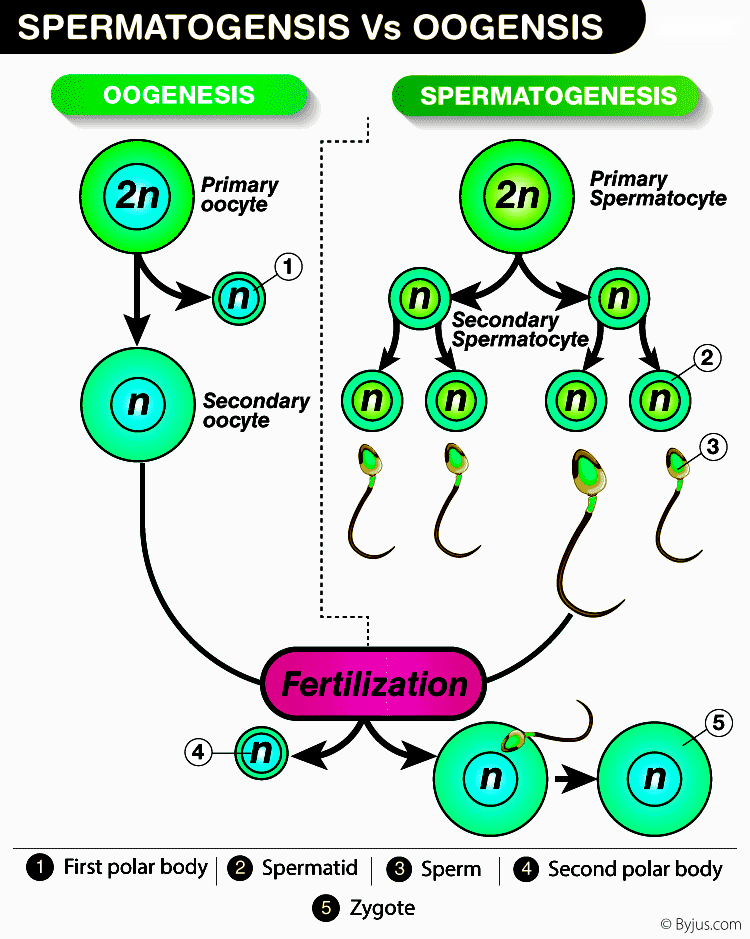 SPERMATOGENSIS Vs OOGENSIS
OOGENESIS
SPERMATOGENESIS
2n
Primary
oocyte
1
n
n
Secondary
oocyte
2n
Primary
Spermatocyte
n
n
Secondary
Spermatocyte
2
n
n
n
n
3
Fertilization
4
n
n
n
5
1 First polar body
2 Spermatid
3 Sperm
4 Second polar body
5 Zygote
© Byjus.com